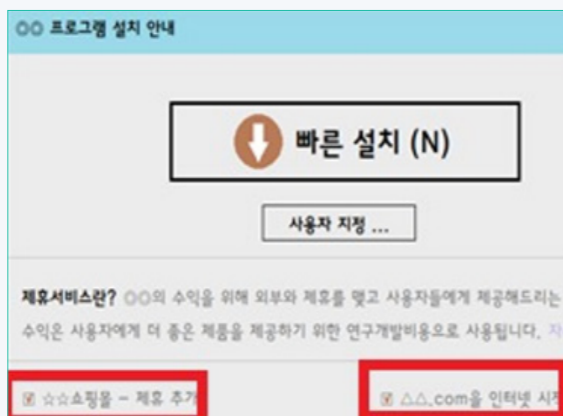 ○○ 프로그램 설치 안내
빠른 설치 (N)
사용자 지정 ...
제휴서비스란? ○○의 수익을 위해 외부와 제휴를 맺고 사용자들에게 제공해드리는
수익은 사용자에게 더 좋은 제품을 제공하기 위한 연구개발비용으로 사용됩니다.
☆☆쇼핑몰 - 제휴 추가
△△.com을 인터넷